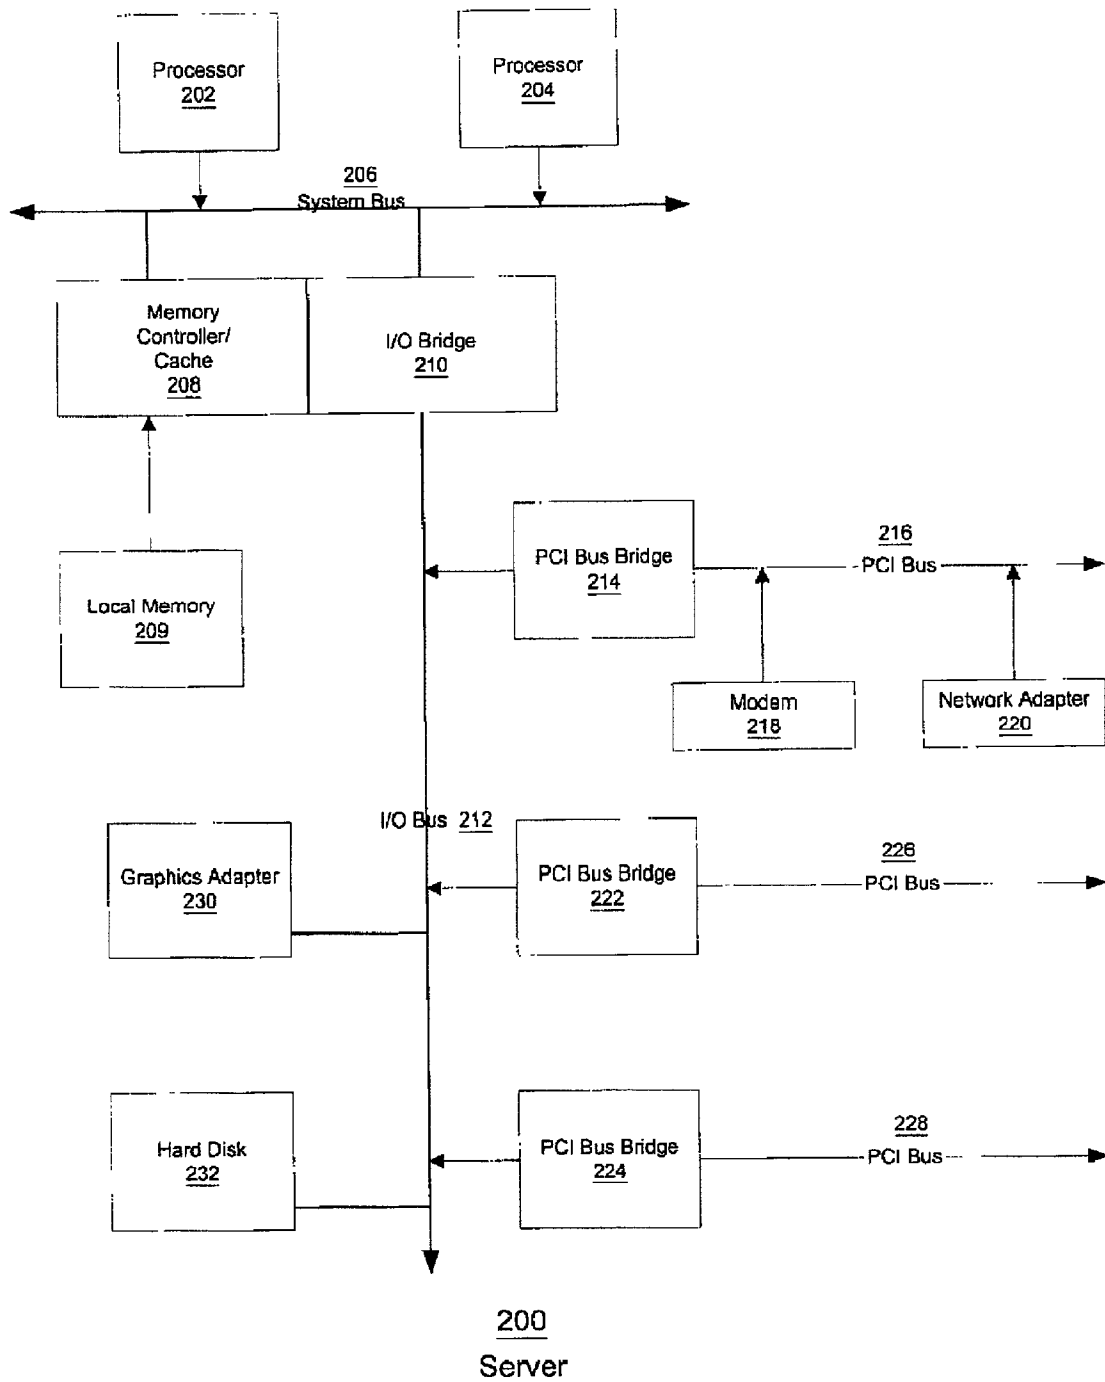 Processor
202
Processor
204
206
System Bus
Memory
Controller/
Cache
208
I/O Bridge
210
PCI Bus Bridge
214
216
PCI Bus
Local Memory
209
Modem
218
Network Adapter
220
I/O Bus 212
Graphics Adapter
230
PCI Bus Bridge
222
226
PCI Bus
Hard Disk
232
PCI Bus Bridge
224
228
PCI Bus
200
Server